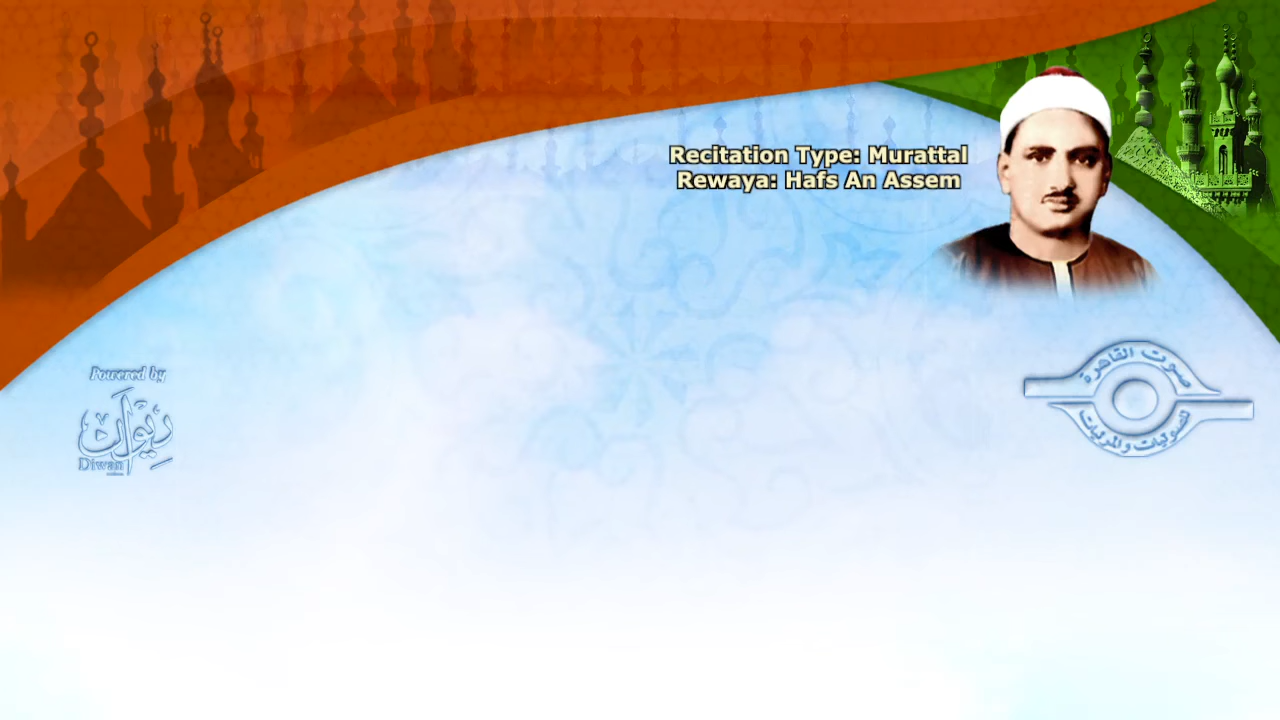 Recitation Type: Murattal
Rewaya: Hafs An Assem
صوت القاهرة
للصوتيات والمرئيات
Powered by
ديوان
Diwan